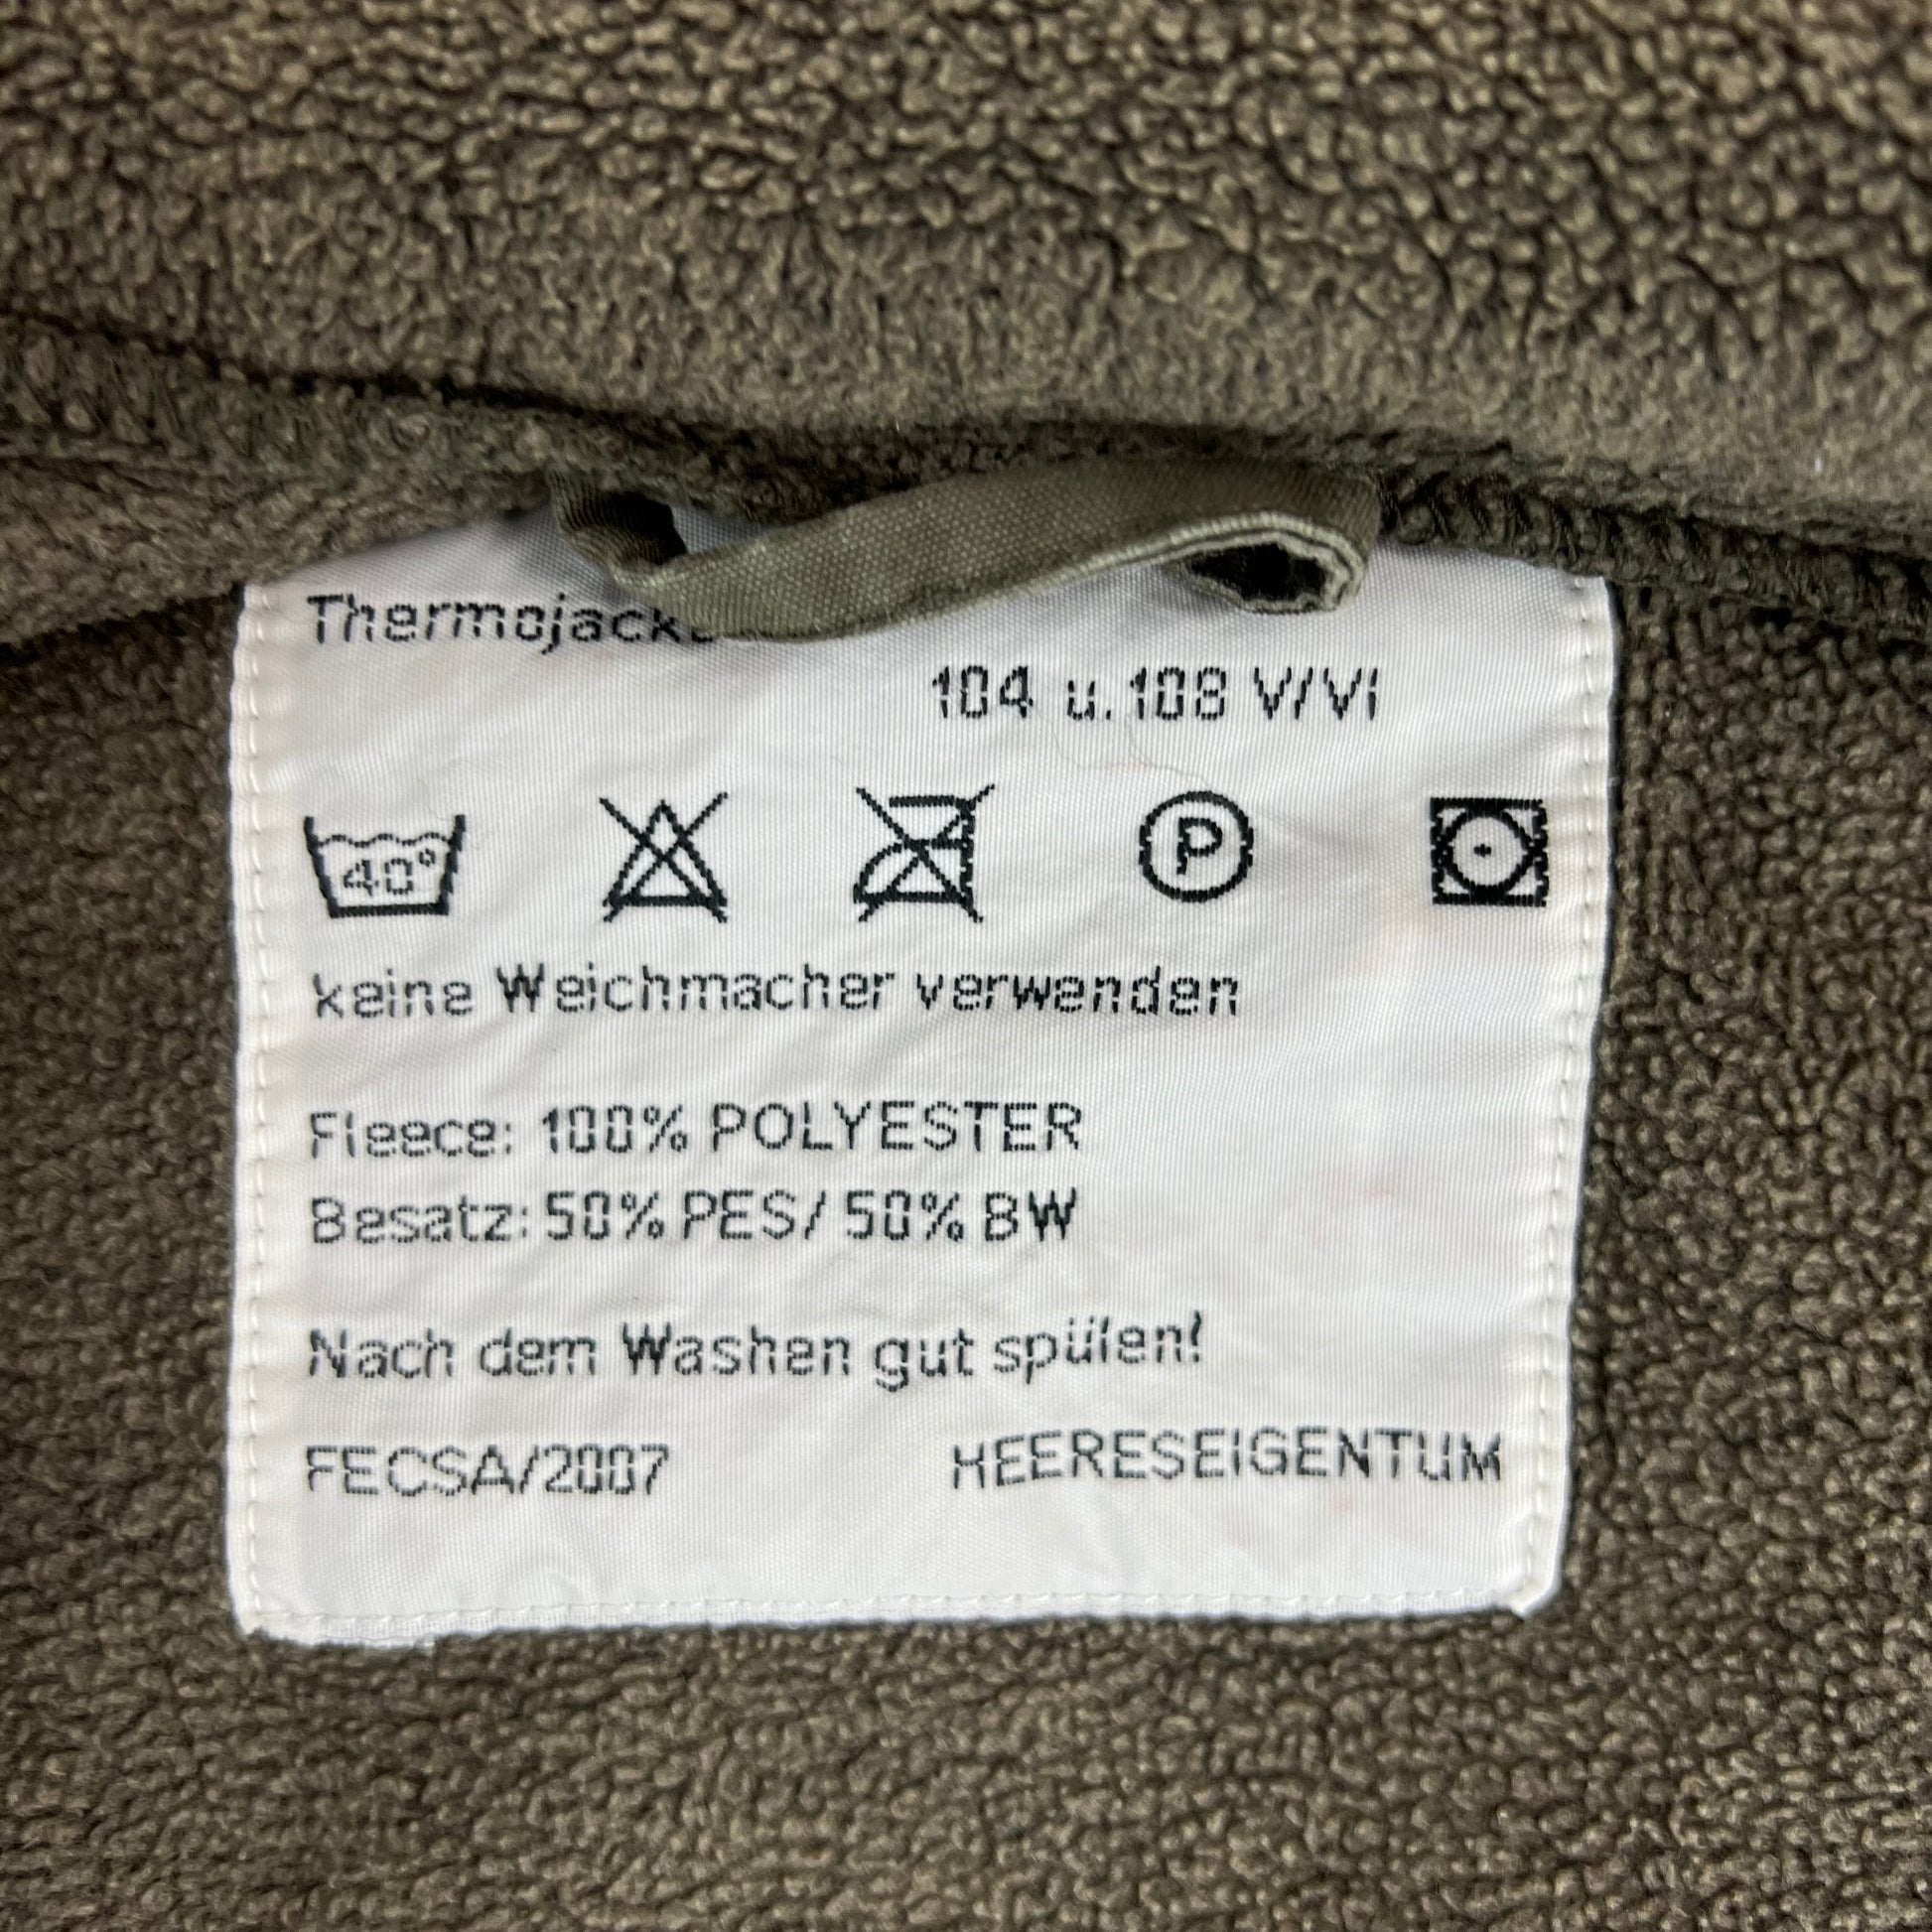 Thermojacke
104 u. 108 V/VI
40°
P
keine Weichmacher verwenden
Fleece: 100% POLYESTER
Besatz: 50% PES/ 50% BW
Nach dem Washen gut spülen!
FECSA/2007 HEERESEIGENTUM